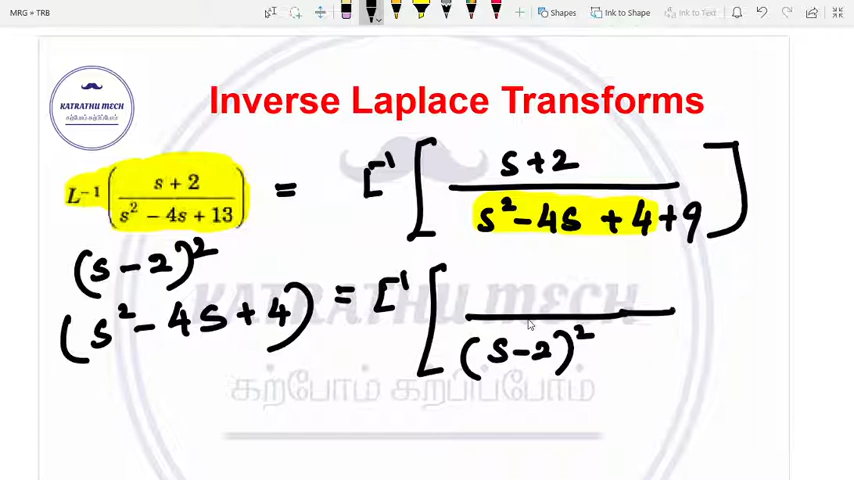 MRG » TRB
Shapes
Ink to Shape
Ink to Text
KATRATHU MECH
கற்போம் கற்பிப்போம்
Inverse Laplace Transforms
L⁻¹((s + 2)/(s² − 4s + 13)) = L⁻¹[(s+2)/(s²-4s+4+9)]
(s-2)²
(s²-4s+4) = L⁻¹[ /(s-2)²
KATRATHU MECH
கற்போம் கற்பிப்போம்